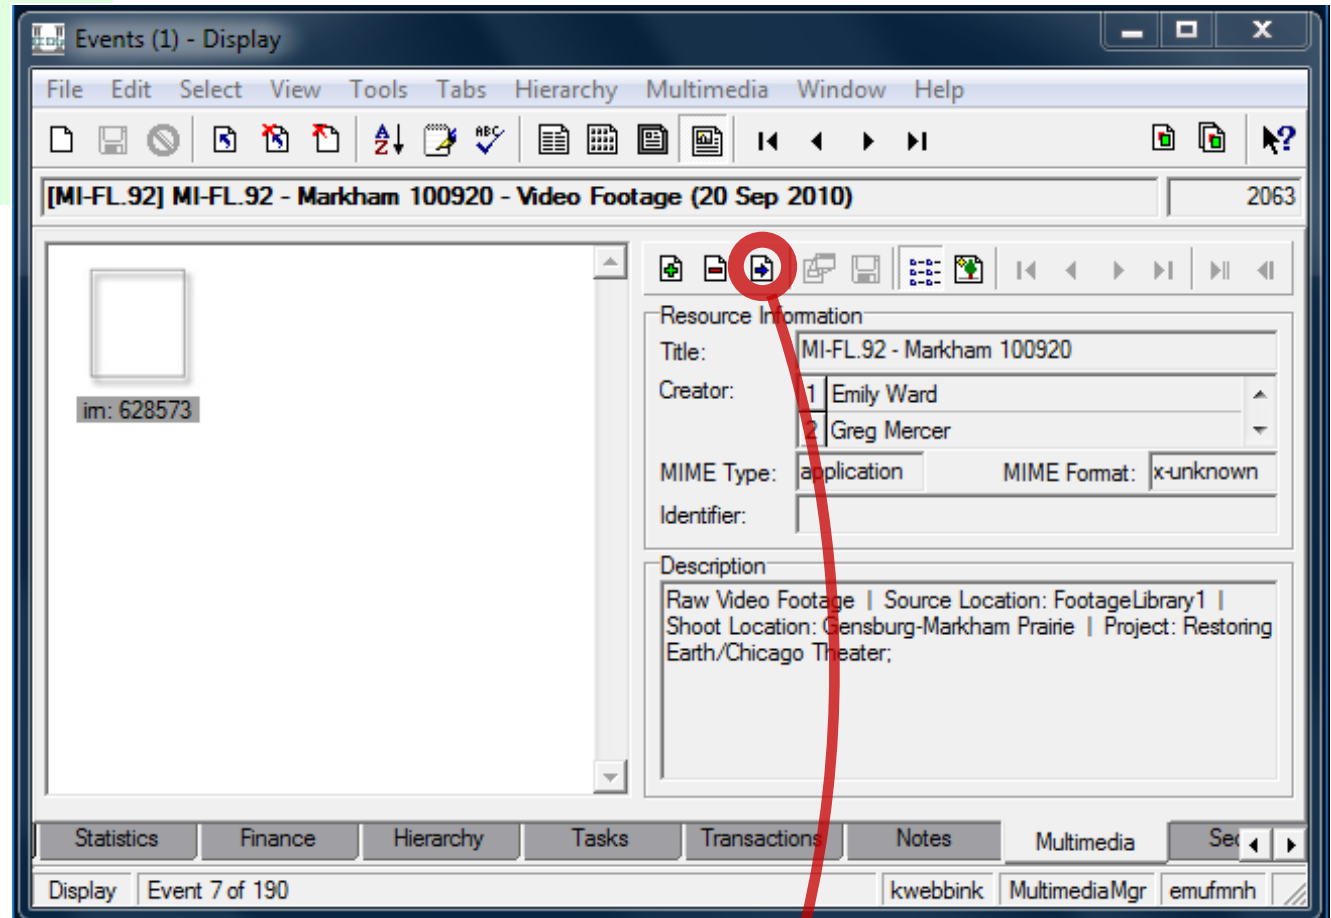 Events (1) - Display
File Edit Select View Tools Tabs Hierarchy Multimedia Window Help
A Z ABC ?
[MI-FL.92] MI-FL.92 - Markham 100920 - Video Footage (20 Sep 2010) 2063
im: 628573
Resource Information
Title: MI-FL.92 - Markham 100920
Creator: 1 Emily Ward
2 Greg Mercer
MIME Type: application MIME Format: x-unknown
Identifier:
Description
Raw Video Footage | Source Location: FootageLibrary1 |
Shoot Location: Gensburg-Markham Prairie | Project: Restoring
Earth/Chicago Theater;
Statistics Finance Hierarchy Tasks Transactions Notes Multimedia Sec
Display Event 7 of 190 kwebbink MultimediaMgr emufmnh